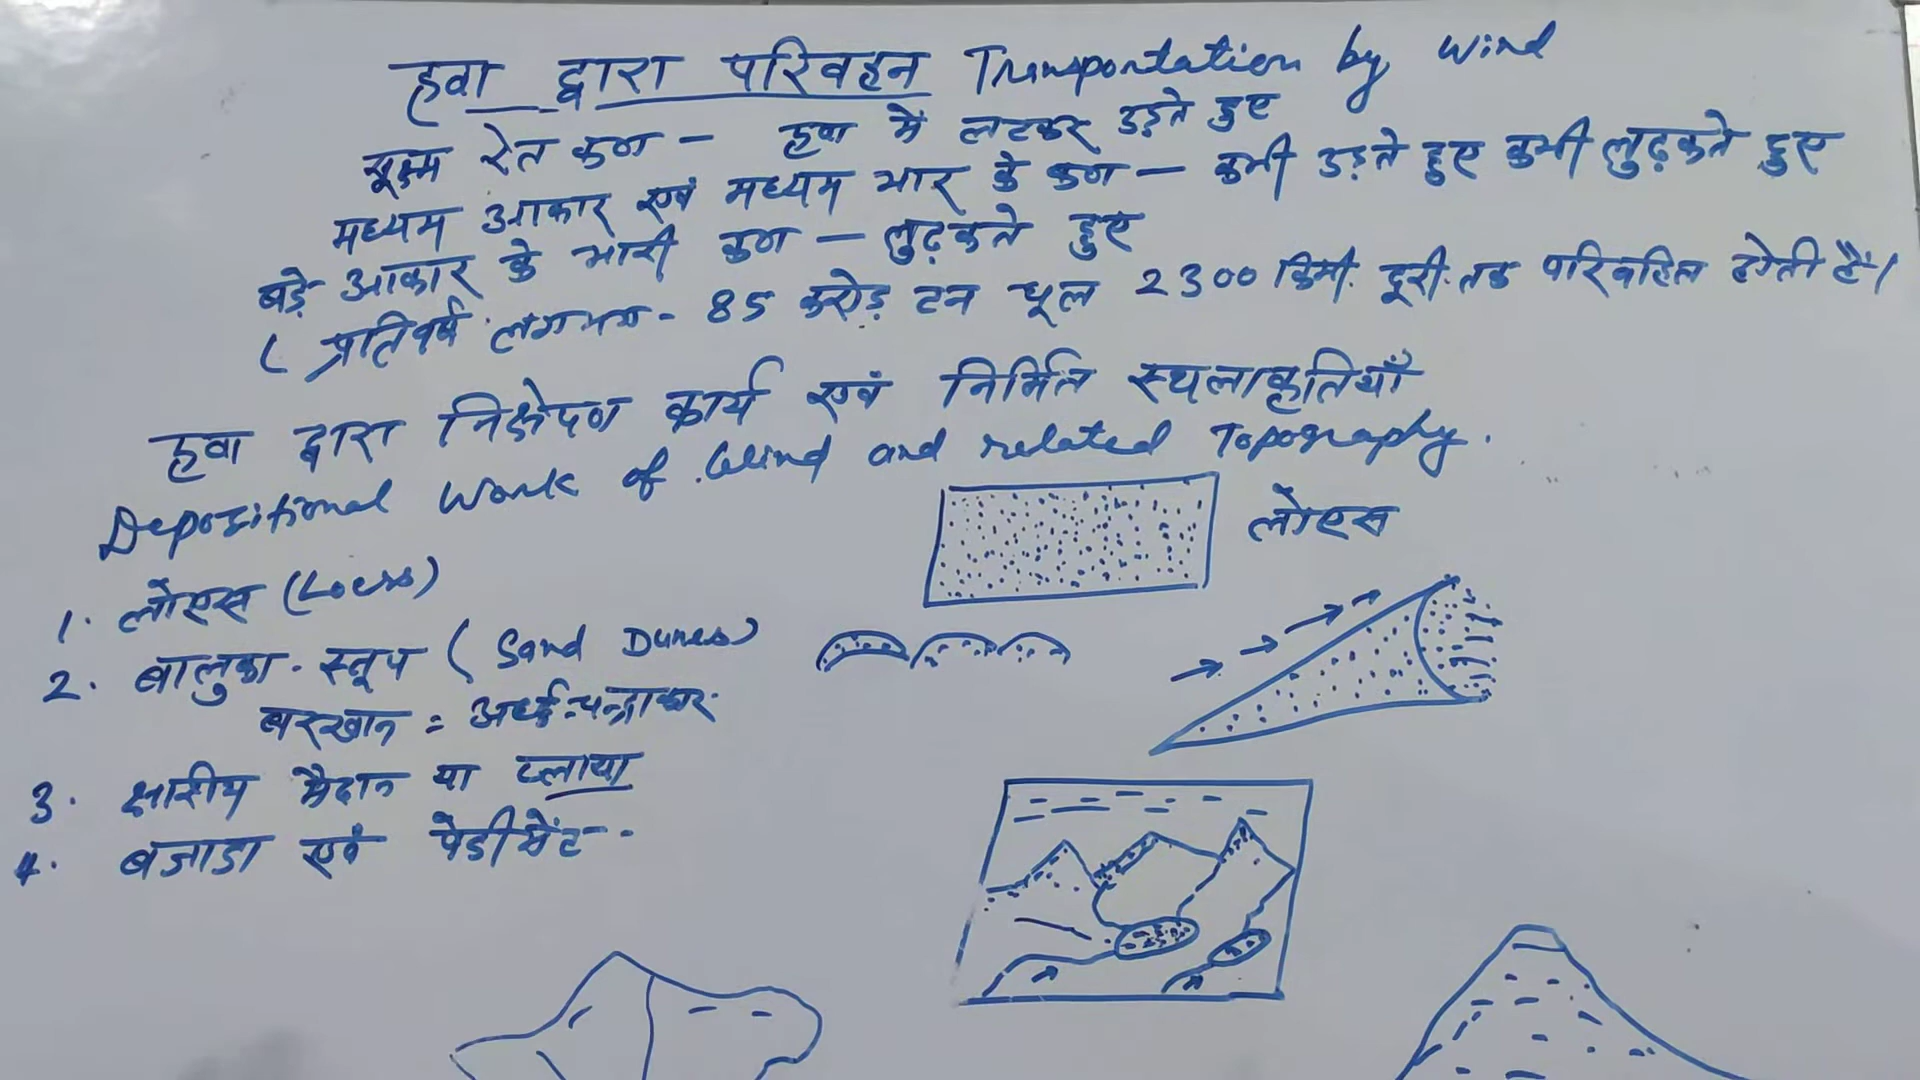 हवा द्वारा परिवहन Transportation by Wind
सूक्ष्म रेत कण – हवा में लटकर उड़ते हुए
मध्यम आकार एवं मध्यम भार के कण – कभी उड़ते हुए कभी लुढ़कते हुए
बड़े आकार के भारी कण – लुढ़कते हुए
( प्रतिवर्ष लगभग - 85 करोड़ टन धूल 2300 किमी. दूरी तक परिवहित होती है।
हवा द्वारा निक्षेपण कार्य एवं निर्मित स्थलाकृतियाँ
Depositional Work of Wind and related Topography.
लोएस
1. लोएस (Loess)
2. बालुका - स्तूप ( Sand Dunes)
बरखान = अर्ध्द-चन्द्राकार
3. क्षारीय मैदान या प्लाया
4. बजाडा एवं पेडीमेंट --